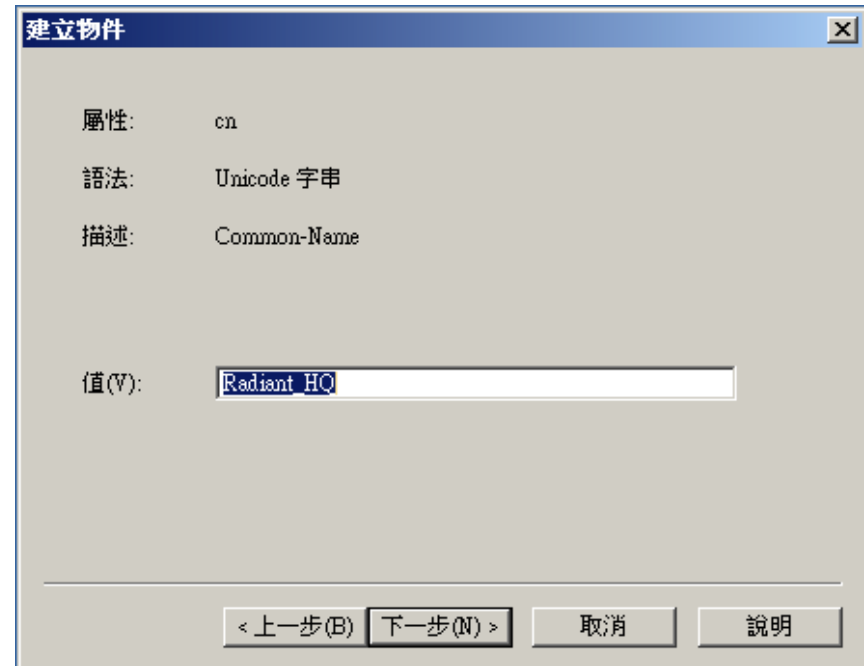 建立物件
屬性: cn
語法: Unicode 字串
描述: Common-Name
值(V): Radiant_HQ
< 上一步(B) 下一步(N) > 取消 說明